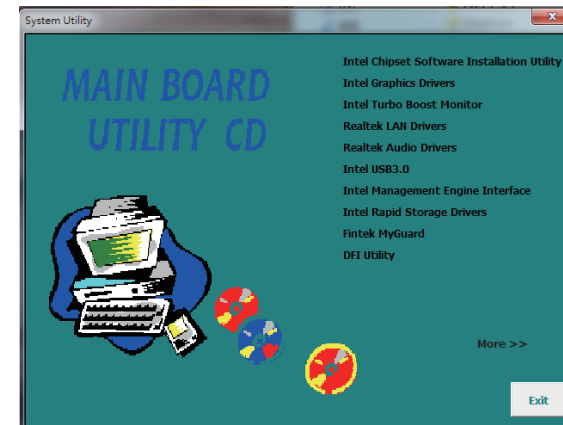 System Utility
MAIN BOARD
UTILITY CD
Intel Chipset Software Installation Utility
Intel Graphics Drivers
Intel Turbo Boost Monitor
Realtek LAN Drivers
Realtek Audio Drivers
Intel USB3.0
Intel Management Engine Interface
Intel Rapid Storage Drivers
Fintek MyGuard
DFI Utility
More >>
Exit